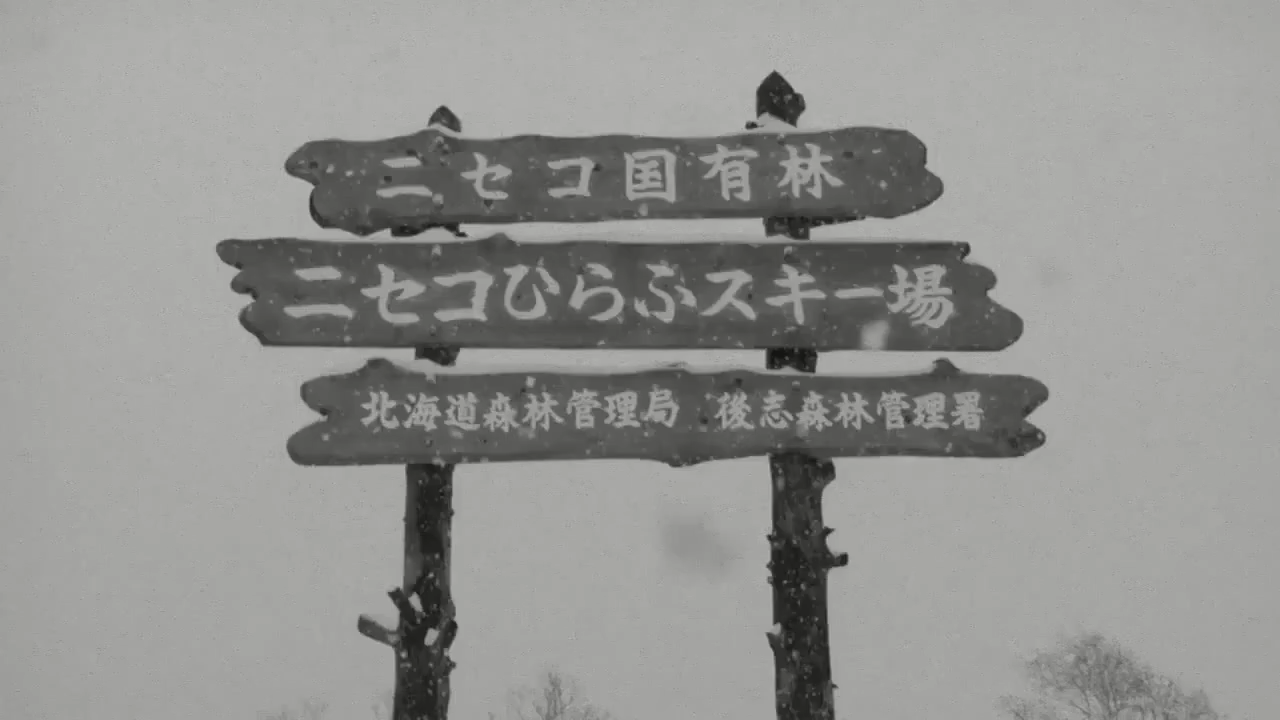 ニセコ国有林
ニセコひらふスキー場
北海道森林管理局 後志森林管理署